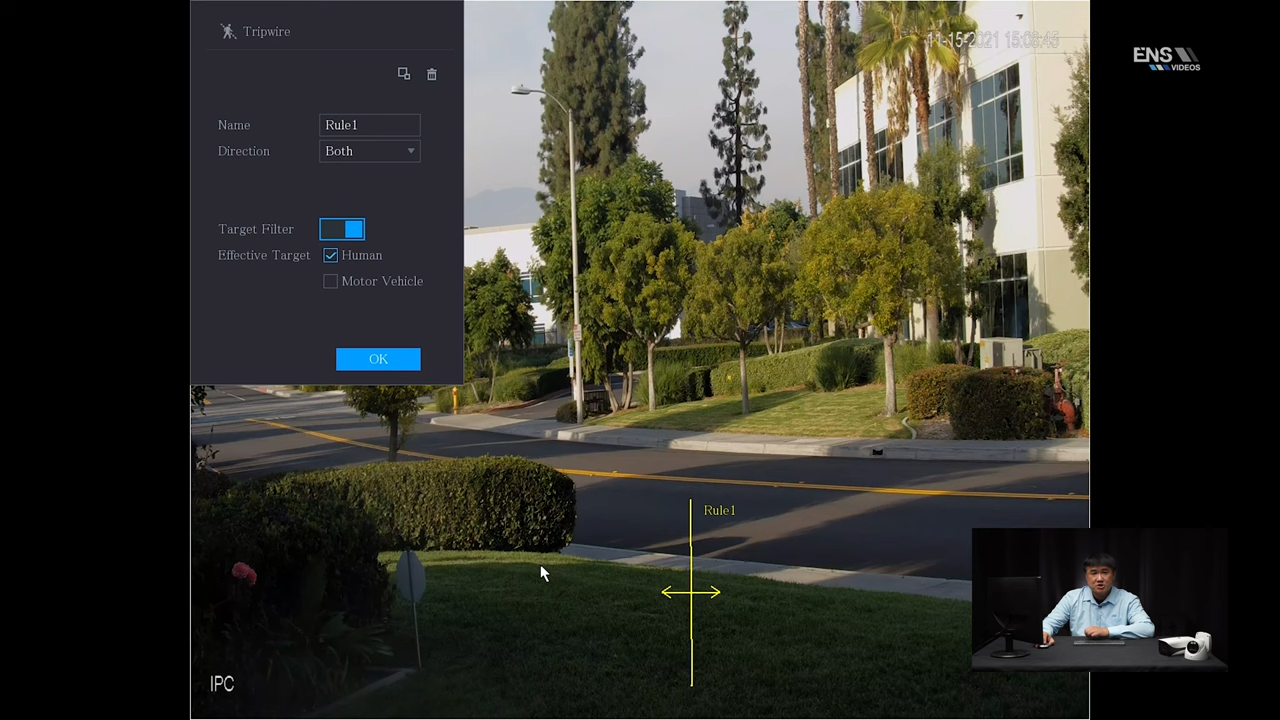 Tripwire
Name Rule1
Direction Both
Target Filter
Effective Target Human
Motor Vehicle
OK
11-15-2021 15:08:45
ENS
VIDEOS
Rule1
IPC